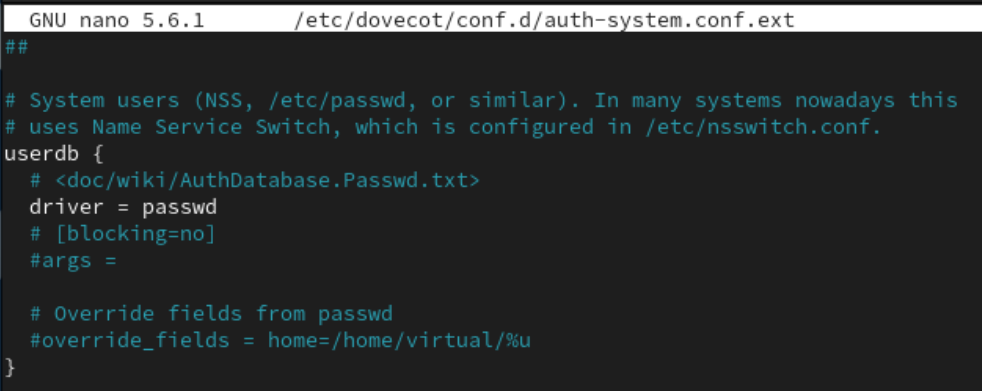 GNU nano 5.6.1 /etc/dovecot/conf.d/auth-system.conf.ext
##
# System users (NSS, /etc/passwd, or similar). In many systems nowadays this
# uses Name Service Switch, which is configured in /etc/nsswitch.conf.
userdb {
  # <doc/wiki/AuthDatabase.Passwd.txt>
  driver = passwd
  # [blocking=no]
  #args =
  # Override fields from passwd
  #override_fields = home=/home/virtual/%u
}